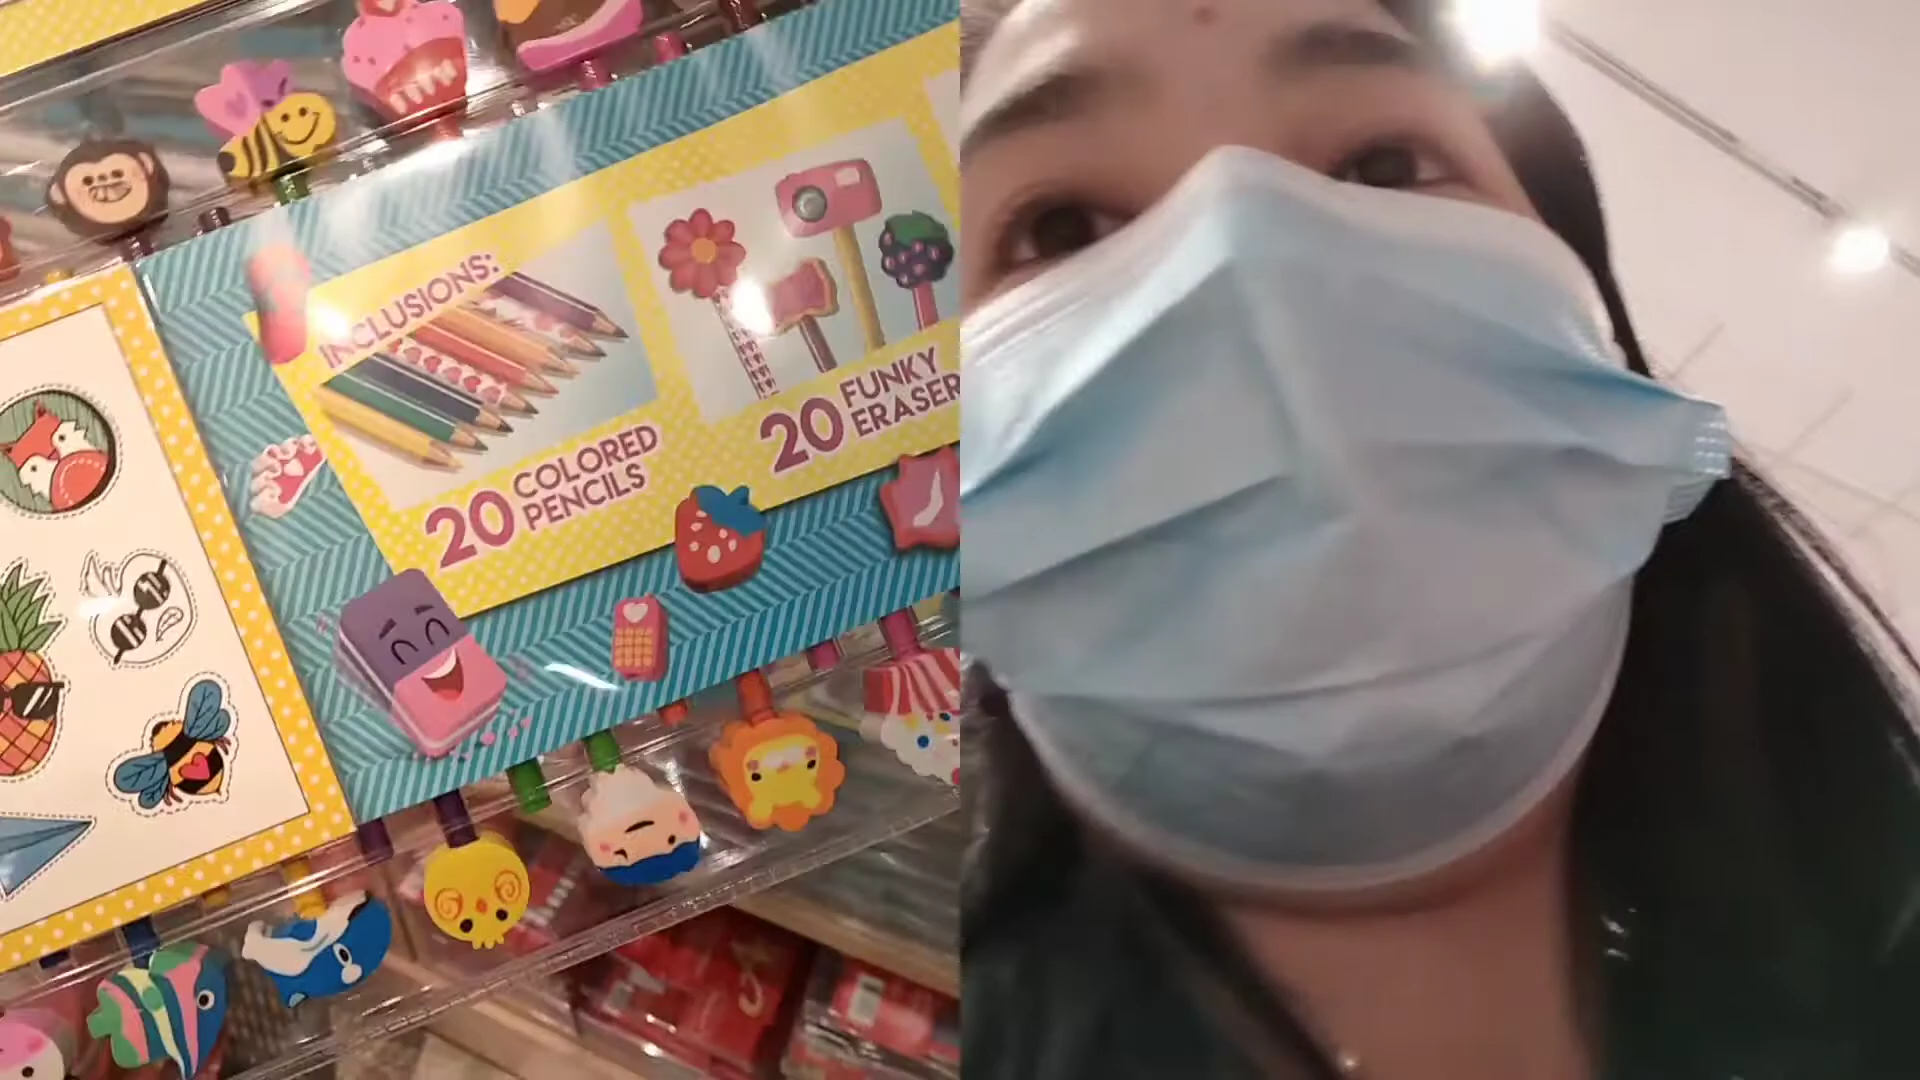 INCLUSIONS:
20 COLORED
PENCILS
20 FUNKY
ERASER